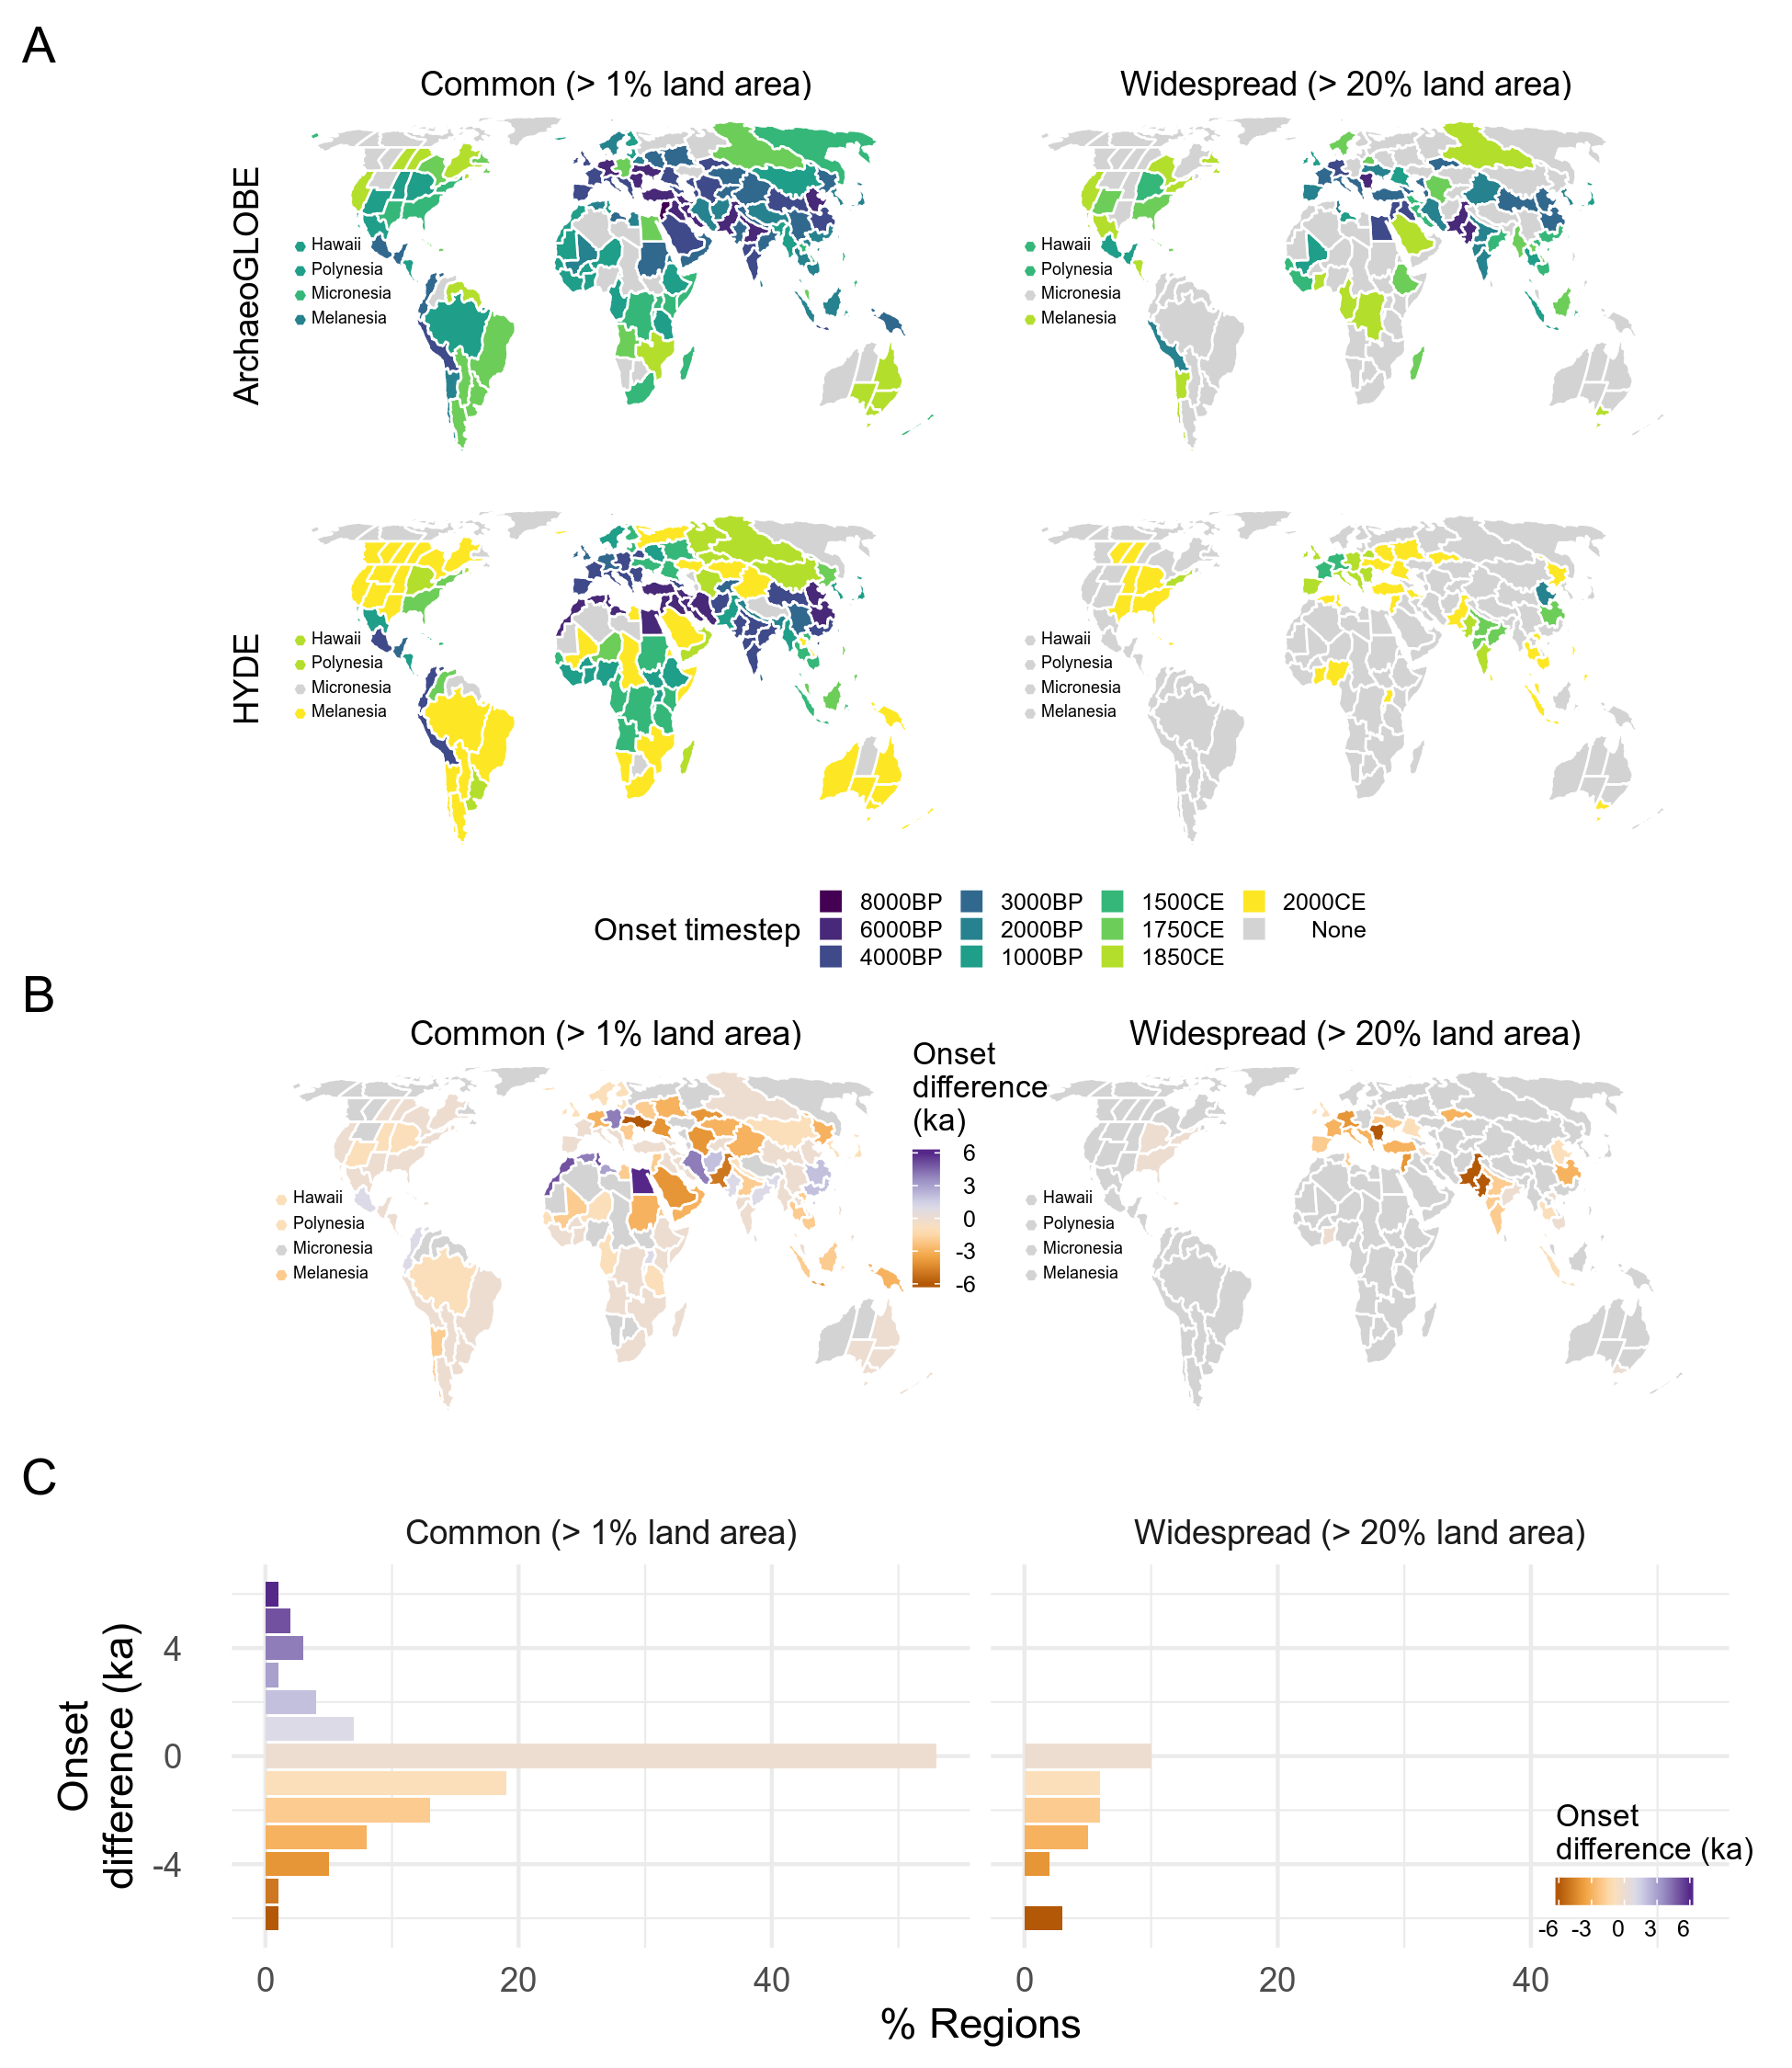 A
Common (> 1% land area)
Widespread (> 20% land area)
ArchaeoGLOBE
Hawaii
Polynesia
Micronesia
Melanesia
Hawaii
Polynesia
Micronesia
Melanesia
HYDE
Hawaii
Polynesia
Micronesia
Melanesia
Hawaii
Polynesia
Micronesia
Melanesia
Onset timestep
8000BP 3000BP 1500CE 2000CE
6000BP 2000BP 1750CE None
4000BP 1000BP 1850CE
B
Common (> 1% land area)
Widespread (> 20% land area)
Hawaii
Polynesia
Micronesia
Melanesia
Onset
difference
(ka)
6
3
0
-3
-6
Hawaii
Polynesia
Micronesia
Melanesia
C
Common (> 1% land area)
Widespread (> 20% land area)
Onset
difference (ka)
4
0
-4
Onset
difference (ka)
-6 -3 0 3 6
0 20 40
0 20 40
% Regions